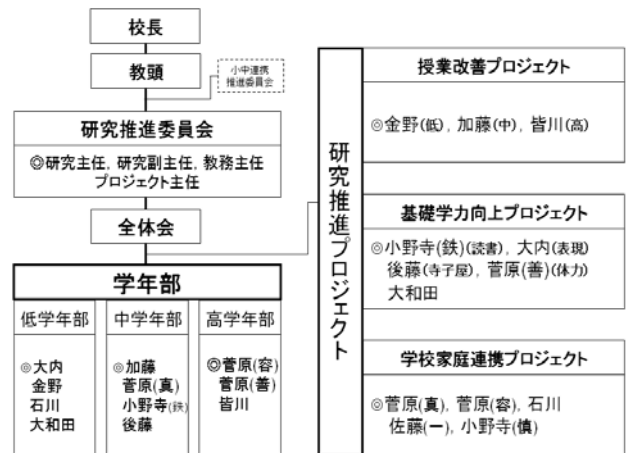 校長
教頭
小中連携
推進委員会
研究推進委員会
◎研究主任, 研究副主任, 教務主任
プロジェクト主任
全体会
学年部
低学年部
◎大内
金野
石川
大和田
中学年部
◎加藤
菅原(真)
小野寺(鉄)
後藤
高学年部
◎菅原(容)
菅原(善)
皆川
研究推進プロジェクト
授業改善プロジェクト
◎金野(低), 加藤(中), 皆川(高)
基礎学力向上プロジェクト
◎小野寺(鉄)(読書), 大内(表現)
後藤(寺子屋), 菅原(善)(体力)
大和田
学校家庭連携プロジェクト
◎菅原(真), 菅原(容), 石川
佐藤(一), 小野寺(慎)